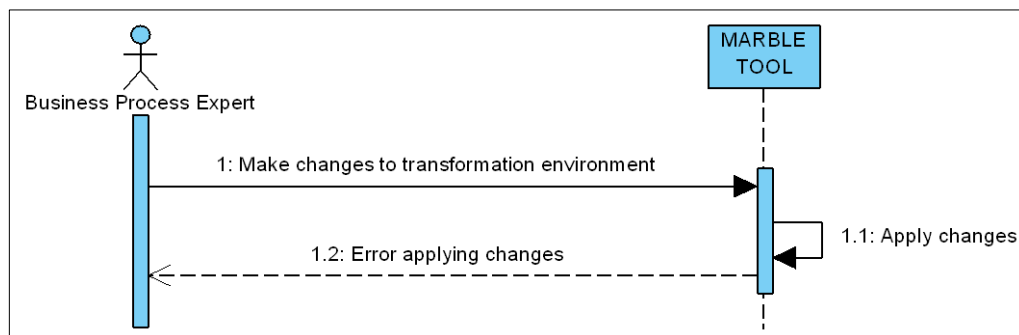 MARBLE
TOOL
Business Process Expert
1: Make changes to transformation environment
1.1: Apply changes
1.2: Error applying changes